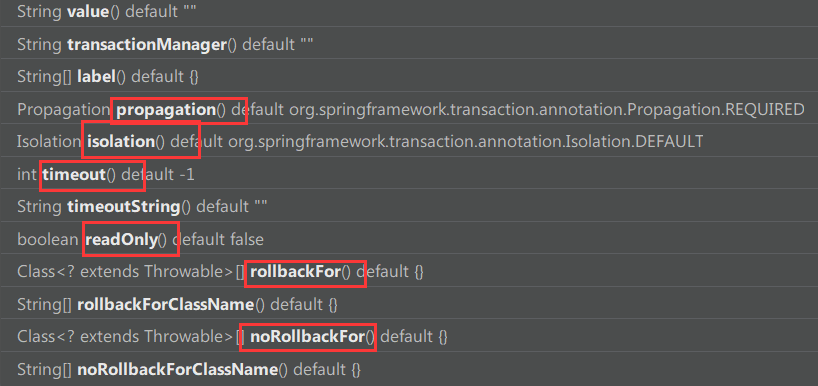 String value() default ""
String transactionManager() default ""
String[] label() default {}
Propagation propagation() default org.springframework.transaction.annotation.Propagation.REQUIRED
Isolation isolation() default org.springframework.transaction.annotation.Isolation.DEFAULT
int timeout() default -1
String timeoutString() default ""
boolean readOnly() default false
Class<? extends Throwable>[] rollbackFor() default {}
String[] rollbackForClassName() default {}
Class<? extends Throwable>[] noRollbackFor() default {}
String[] noRollbackForClassName() default {}